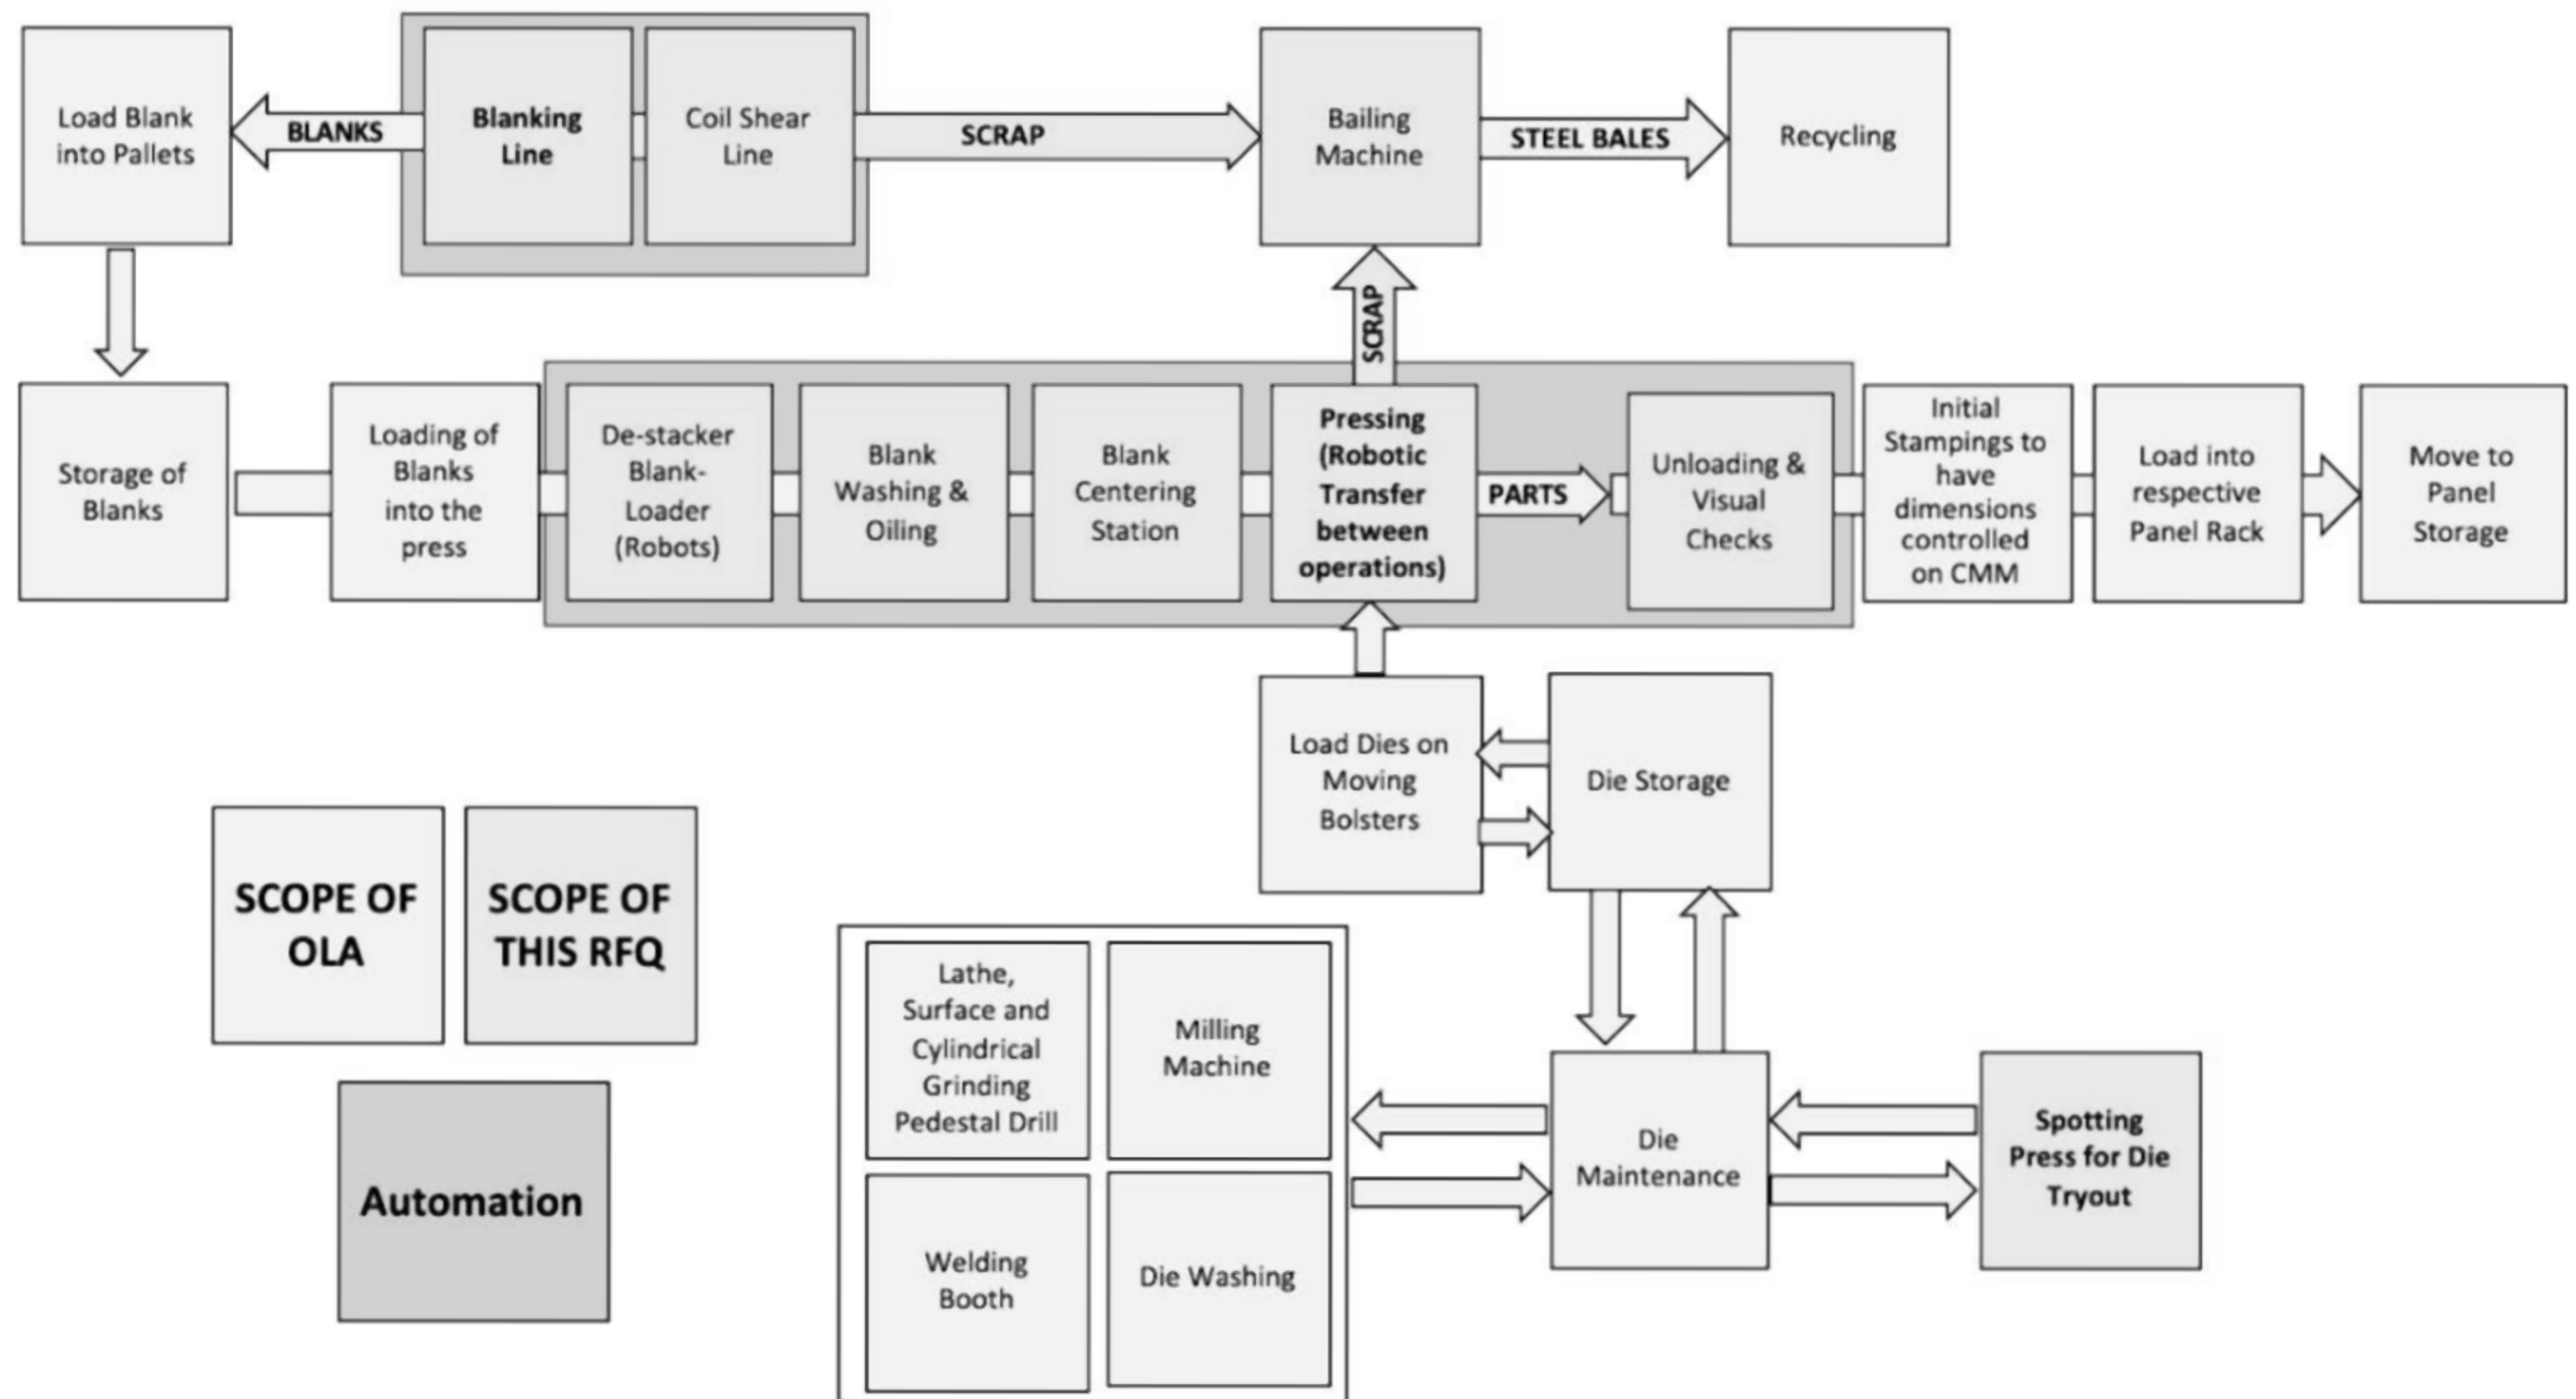 Load Blank
into Pallets
BLANKS
Blanking
Line
Coil Shear
Line
SCRAP
Bailing
Machine
STEEL BALES
Recycling
SCRAP
Storage of
Blanks
Loading of
Blanks
into the
press
De-stacker
Blank-
Loader
(Robots)
Blank
Washing &
Oiling
Blank
Centering
Station
Pressing
(Robotic
Transfer
between
operations)
PARTS
Unloading &
Visual
Checks
Initial
Stampings to
have
dimensions
controlled
on CMM
Load into
respective
Panel Rack
Move to
Panel
Storage
Load Dies on
Moving
Bolsters
Die Storage
SCOPE OF
OLA
SCOPE OF
THIS RFQ
Automation
Lathe,
Surface and
Cylindrical
Grinding
Pedestal Drill
Milling
Machine
Welding
Booth
Die Washing
Die
Maintenance
Spotting
Press for Die
Tryout